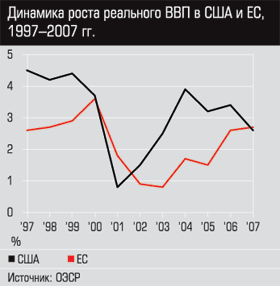 Динамика роста реального ВВП в США и ЕС,
1997–2007 гг.
5
4
3
2
1
0
'97 '98 '99 '00 '01 '02 '03 '04 '05 '06 '07
%
США ЕС
Источник: ОЭСР